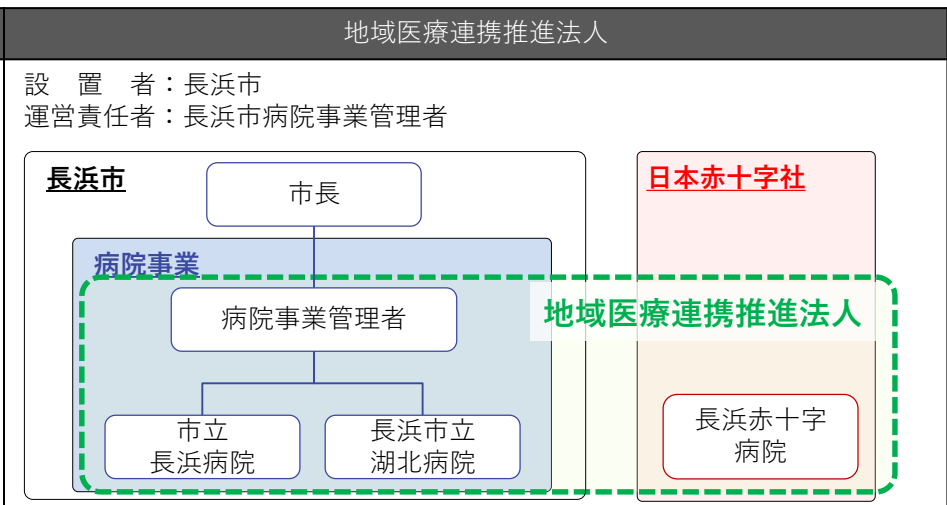 地域医療連携推進法人
設　置　者：長浜市
運営責任者：長浜市病院事業管理者
長浜市
市長
日本赤十字社
病院事業
病院事業管理者
地域医療連携推進法人
市立
長浜病院
長浜市立
湖北病院
長浜赤十字
病院